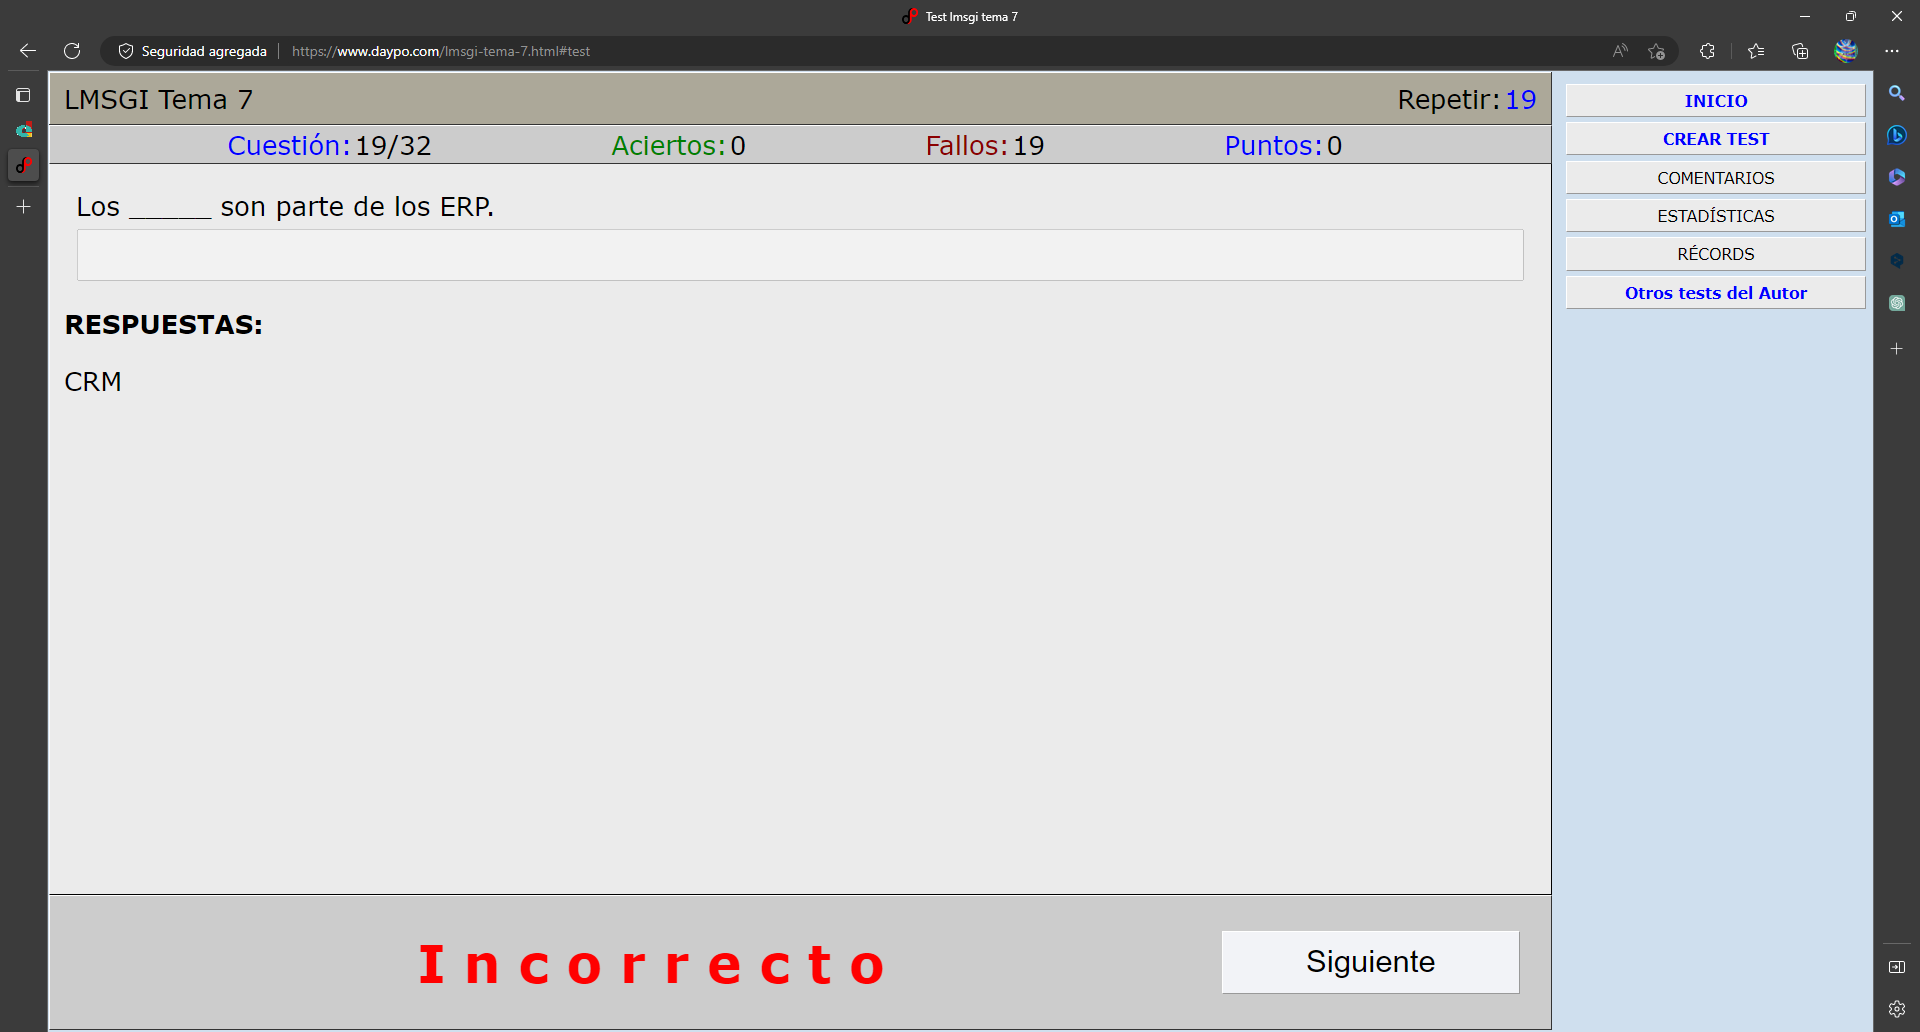 Test lmsgi tema 7
Seguridad agregada
https://www.daypo.com/lmsgi-tema-7.html#test
LMSGI Tema 7
Repetir: 19
Cuestión: 19/32
Aciertos: 0
Fallos: 19
Puntos: 0
Los ______ son parte de los ERP.
RESPUESTAS:
CRM
Incorrecto
Siguiente
INICIO
CREAR TEST
COMENTARIOS
ESTADÍSTICAS
RÉCORDS
Otros tests del Autor